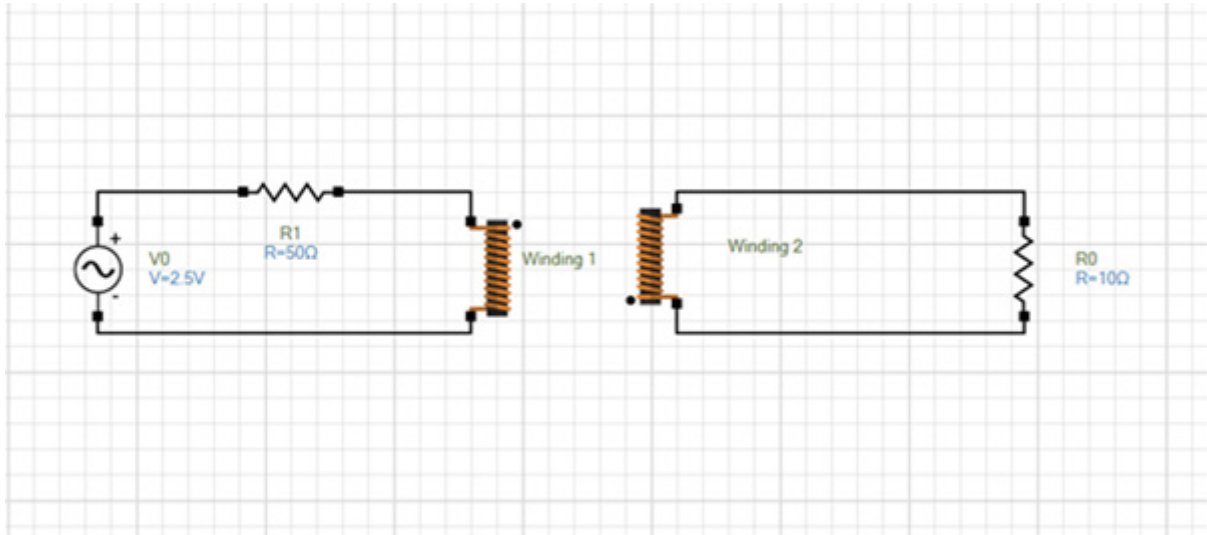 R1
R=50Ω
+
V0
V=2.5V
-
Winding 1
Winding 2
R0
R=10Ω